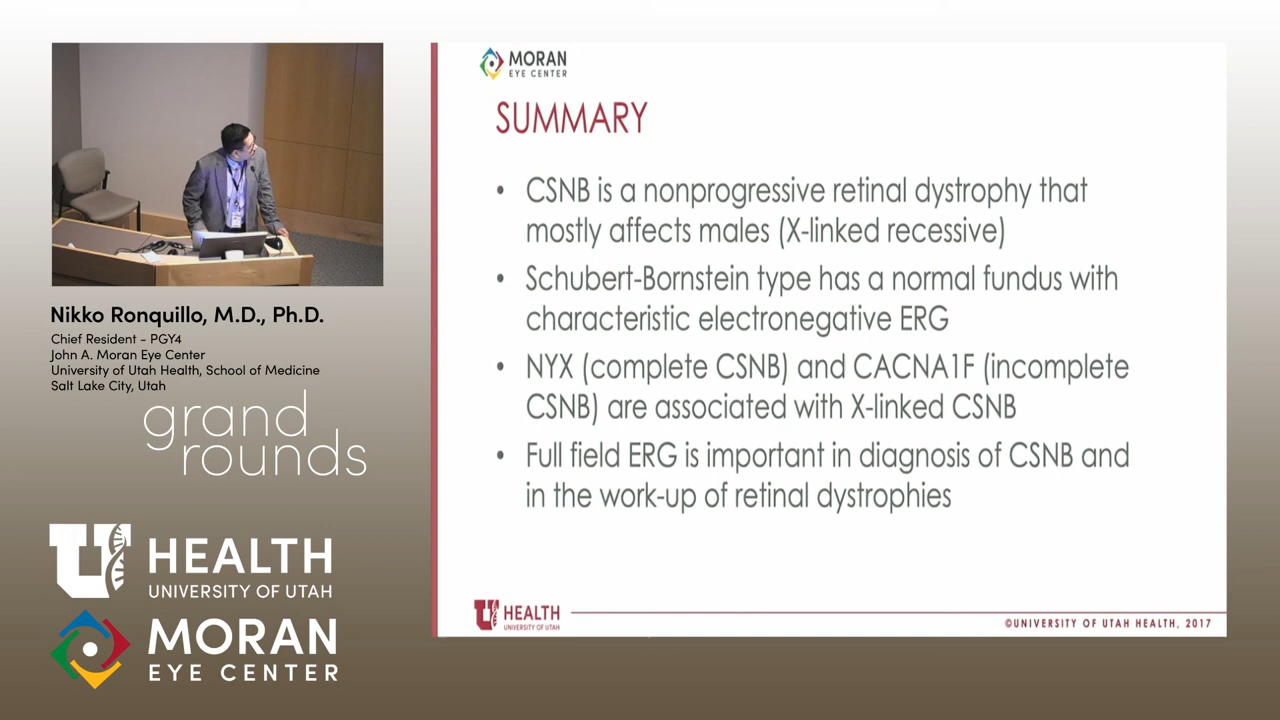 Nikko Ronquillo, M.D., Ph.D.
Chief Resident - PGY4
John A. Moran Eye Center
University of Utah Health, School of Medicine
Salt Lake City, Utah
grand
rounds
U
HEALTH
UNIVERSITY OF UTAH
MORAN
EYE CENTER
MORAN
EYE CENTER
SUMMARY
• CSNB is a nonprogressive retinal dystrophy that
mostly affects males (X-linked recessive)
• Schubert-Bornstein type has a normal fundus with
characteristic electronegative ERG
• NYX (complete CSNB) and CACNA1F (incomplete
CSNB) are associated with X-linked CSNB
• Full field ERG is important in diagnosis of CSNB and
in the work-up of retinal dystrophies
U
HEALTH
UNIVERSITY OF UTAH
©UNIVERSITY OF UTAH HEALTH, 2017